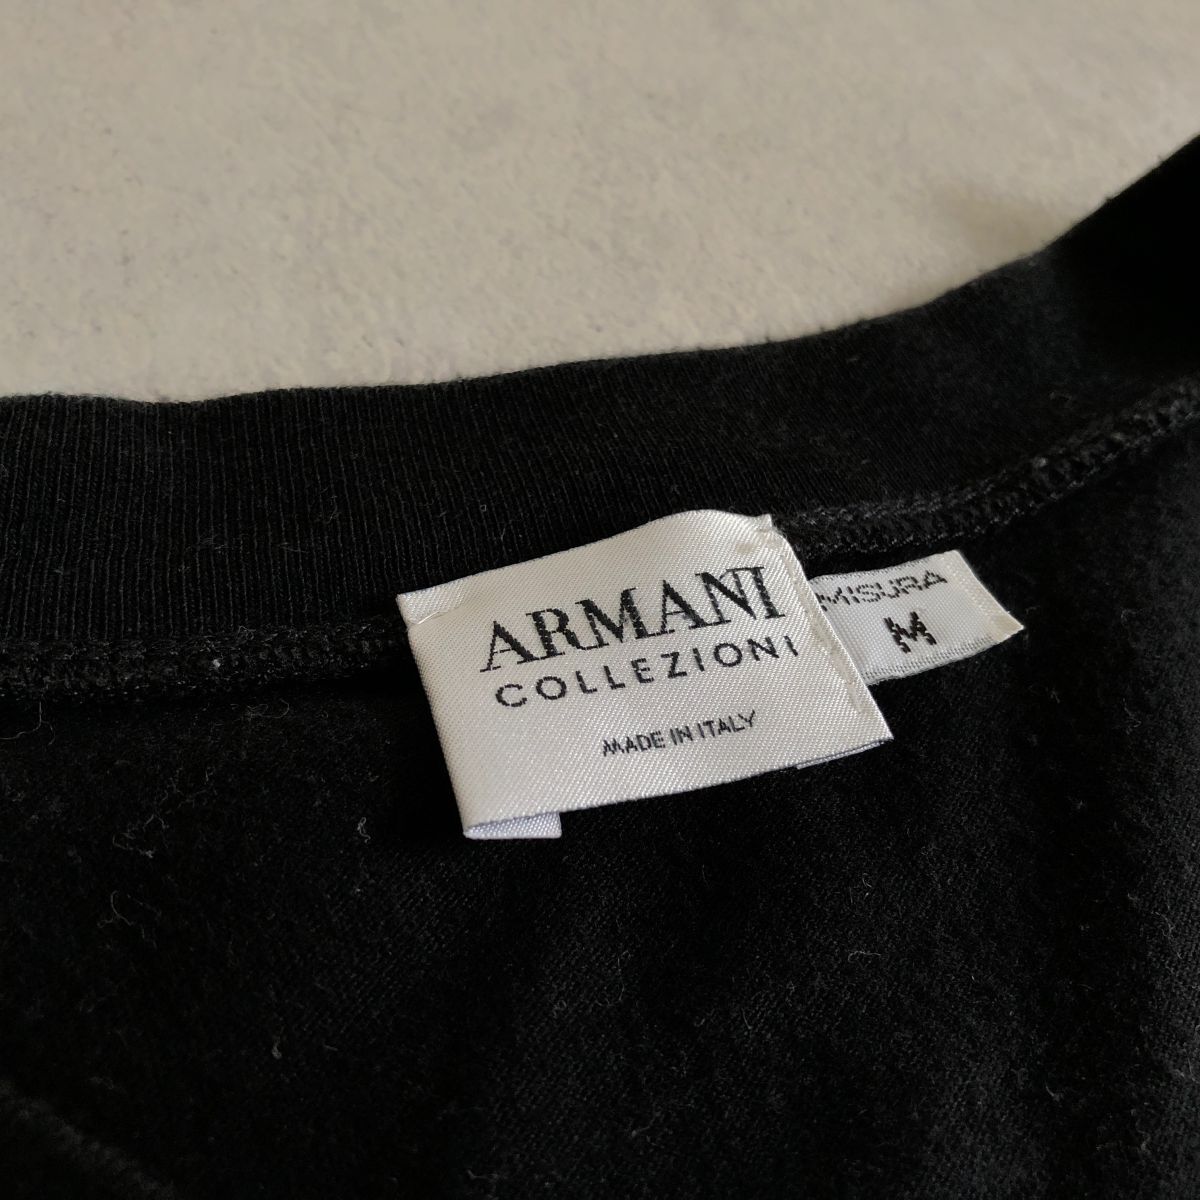 ARMANI
COLLEZIONI
MADE IN ITALY
MISURA
M